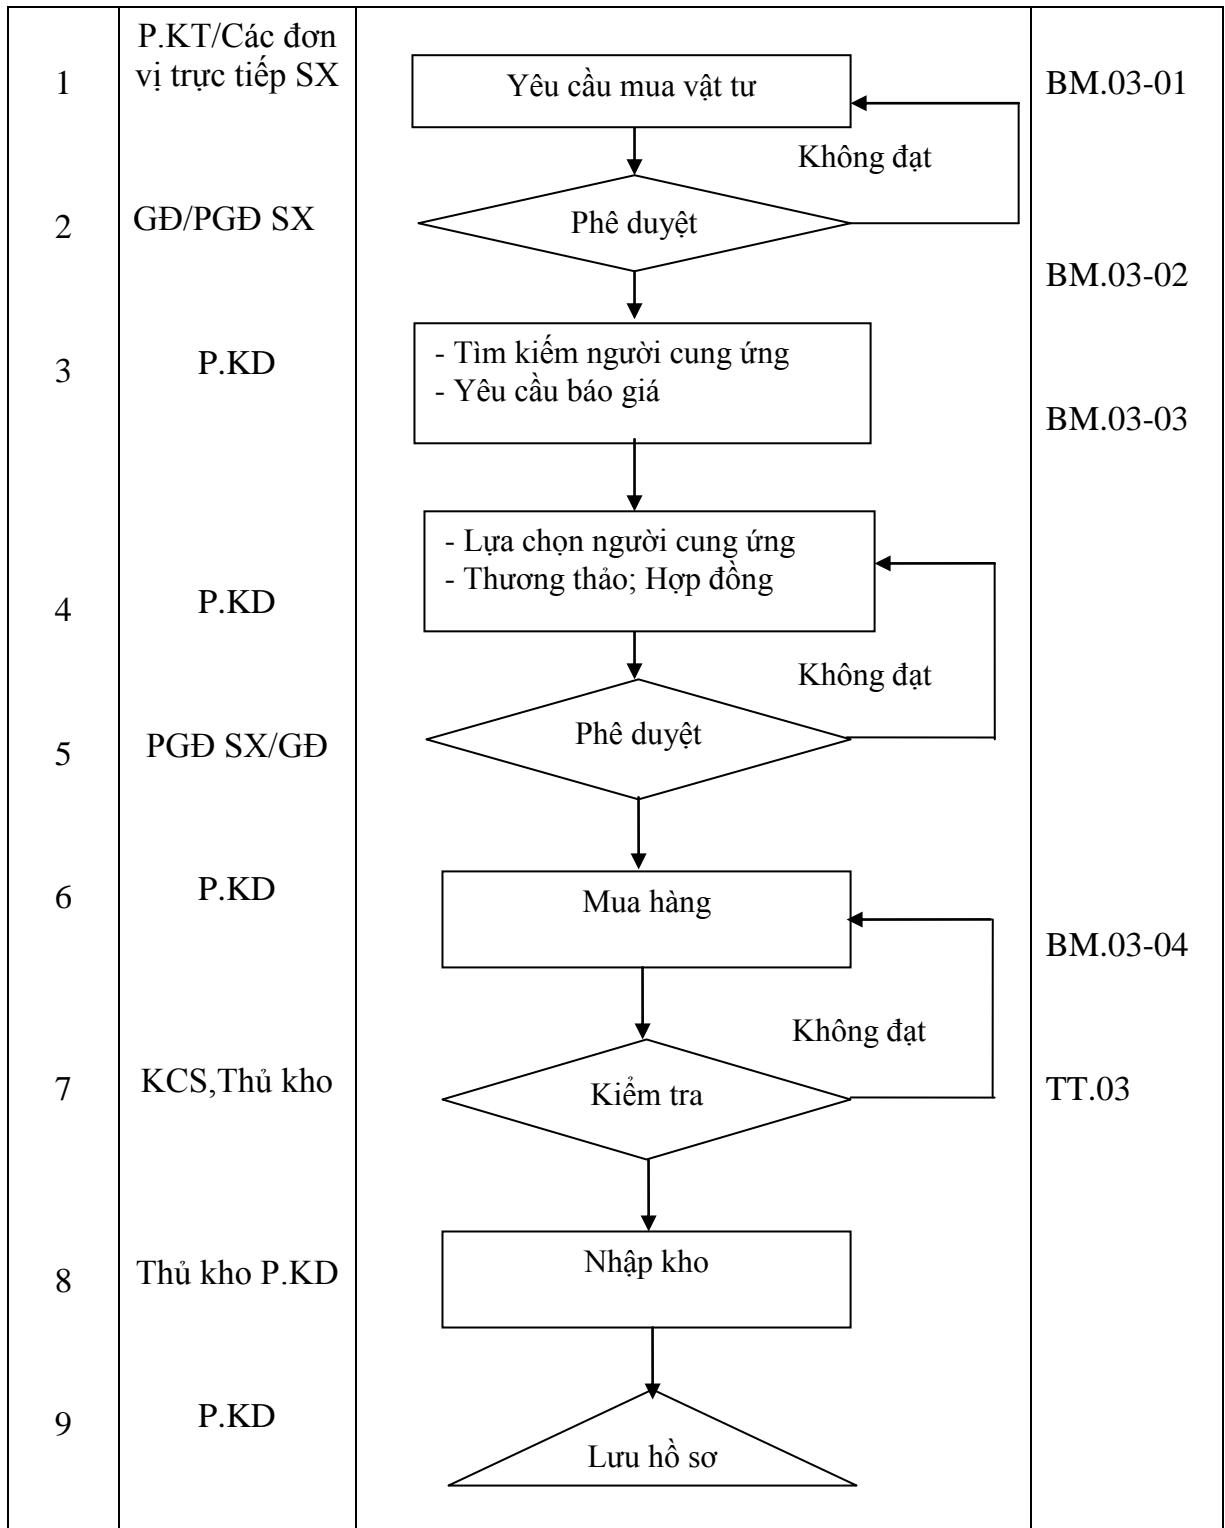 1
P.KT/Các đơn
vị trực tiếp SX
Yêu cầu mua vật tư
BM.03-01
Không đạt
2
GĐ/PGĐ SX
Phê duyệt
BM.03-02
3
P.KD
- Tìm kiếm người cung ứng
- Yêu cầu báo giá
BM.03-03
4
P.KD
- Lựa chọn người cung ứng
- Thương thảo; Hợp đồng
Không đạt
5
PGĐ SX/GĐ
Phê duyệt
6
P.KD
Mua hàng
BM.03-04
Không đạt
7
KCS,Thủ kho
Kiểm tra
TT.03
8
Thủ kho P.KD
Nhập kho
9
P.KD
Lưu hồ sơ